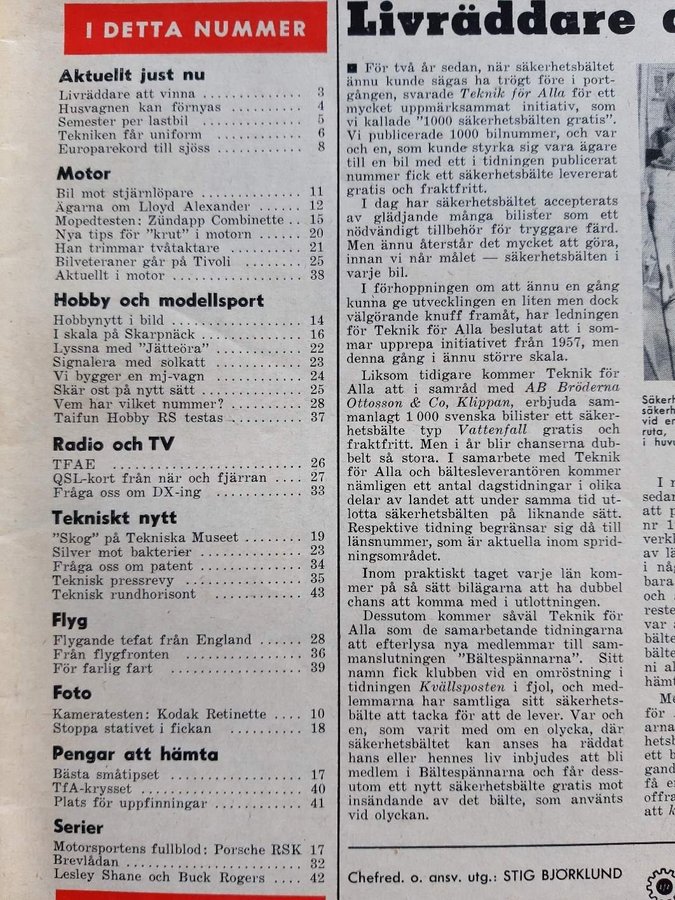 I DETTA NUMMER
Aktuellt just nu
Livräddare att vinna ............ 3
Husvagnen kan förnyas .......... 4
Semester per lastbil ............. 5
Tekniken får uniform ............ 6
Europarekord till sjöss ........... 8
Motor
Bil mot stjärnlöpare ............. 11
Ägarna om Lloyd Alexander ...... 12
Mopedtesten: Zündapp Combinette .. 15
Nya tips för "krut" i motorn ...... 20
Han trimmar tvåtaktare .......... 21
Bilveteraner går på Tivoli ....... 25
Aktuellt i motor ................ 38
Hobby och modellsport
Hobbynytt i bild ................ 14
I skala på Skarpnäck ............ 16
Lyssna med "Jätteöra" ........... 22
Signalera med solkatt ........... 23
Vi bygger en mj-vagn ........... 24
Skär ost på nytt sätt ............ 25
Vem har vilket nummer? ......... 28
Taifun Hobby RS testas .......... 37
Radio och TV
TFAE ..................... 26
QSL-kort från när och fjärran .... 27
Fråga oss om DX-ing ............ 33
Tekniskt nytt
"Skog" på Tekniska Museet ....... 19
Silver mot bakterier ............. 23
Fråga oss om patent ............. 34
Teknisk pressrevy ............... 35
Teknisk rundhorisont ........... 43
Flyg
Flygande tefat från England ...... 28
Från flygfronten ................ 36
För farlig fart ................. 39
Foto
Kameratesten: Kodak Retinette .... 10
Stoppa stativet i fickan .......... 18
Pengar att hämta
Bästa småtipset ................. 17
TfA-krysset .................... 40
Plats för uppfinningar ........... 41
Serier
Motorsportens fullblod: Porsche RSK 17
Brevlådan ..................... 32
Lesley Shane och Buck Rogers .... 42
Livräddare
■ För två år sedan, när säkerhetsbältet
ännu kunde sägas ha trögt före i port-
gången, svarade Teknik för Alla för ett
mycket uppmärksammat initiativ, som
vi kallade "1000 säkerhetsbälten gratis".
Vi publicerade 1000 bilnummer, och var
och en, som kunde styrka sig vara ägare
till en bil med ett i tidningen publicerat
nummer fick ett säkerhetsbälte levererat
gratis och fraktfritt.
I dag har säkerhetsbältet accepterats
av glädjande många bilister som ett
nödvändigt tillbehör för tryggare färd.
Men ännu återstår det mycket att göra,
innan vi når målet — säkerhetsbälten i
varje bil.
I förhoppningen om att ännu en gång
kunna ge utvecklingen en liten men dock
välgörande knuff framåt, har ledningen
för Teknik för Alla beslutat att i som-
mar upprepa initiativet från 1957, men
denna gång i ännu större skala.
Liksom tidigare kommer Teknik för
Alla att i samråd med AB Bröderna
Ottosson & Co, Klippan, erbjuda sam-
manlagt 1 000 svenska bilister ett säker-
hetsbälte typ Vattenfall gratis och
fraktfritt. Men i år blir chanserna dub-
belt så stora. I samarbete med Teknik
för Alla och bältesleverantören kommer
nämligen ett antal dagstidningar i olika
delar av landet att under samma tid ut-
lotta säkerhetsbälten på liknande sätt.
Respektive tidning begränsar sig då till
länsnummer, som är aktuella inom sprid-
ningsområdet.
Inom praktiskt taget varje län kom-
mer på så sätt bilägarna att ha dubbel
chans att komma med i utlottningen.
Dessutom kommer såväl Teknik för
Alla som de samarbetande tidningarna
att efterlysa nya medlemmar till sam-
manslutningen "Bältespännarna". Sitt
namn fick klubben vid en omröstning i
tidningen Kvällsposten i fjol, och med-
lemmarna har samtliga sitt säkerhets-
bälte att tacka för att de lever. Var och
en, som varit med om en olycka, där
säkerhetsbältet kan anses ha räddat
hans eller hennes liv inbjudes att bli
medlem i Bältespännarna och får dess-
utom ett nytt säkerhetsbälte gratis mot
insändande av det bälte, som använts
vid olyckan.
Chefred. o. ansv. utg.: STIG BJÖRKLUND